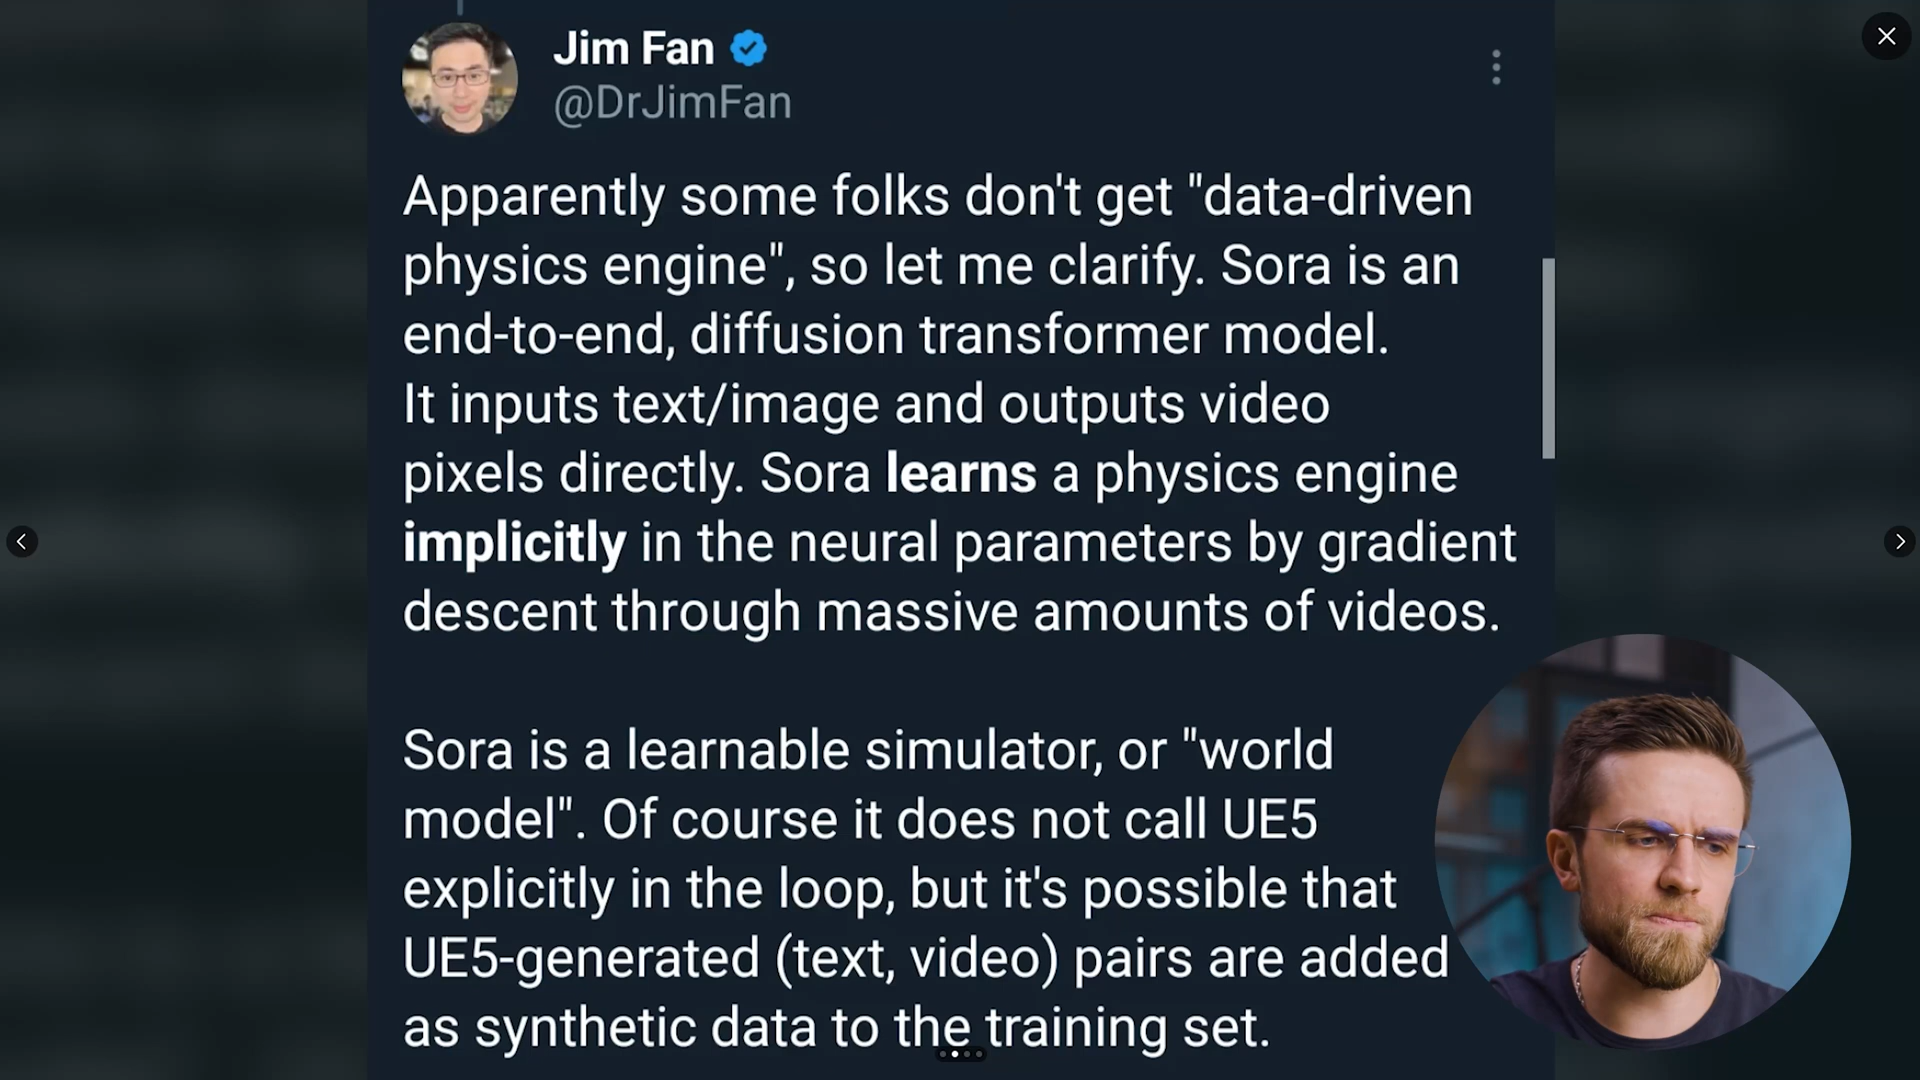 Jim Fan
@DrJimFan
Apparently some folks don't get "data-driven
physics engine", so let me clarify. Sora is an
end-to-end, diffusion transformer model.
It inputs text/image and outputs video
pixels directly. Sora learns a physics engine
implicitly in the neural parameters by gradient
descent through massive amounts of videos.
Sora is a learnable simulator, or "world
model". Of course it does not call UE5
explicitly in the loop, but it's possible that
UE5-generated (text, video) pairs are added
as synthetic data to the training set.